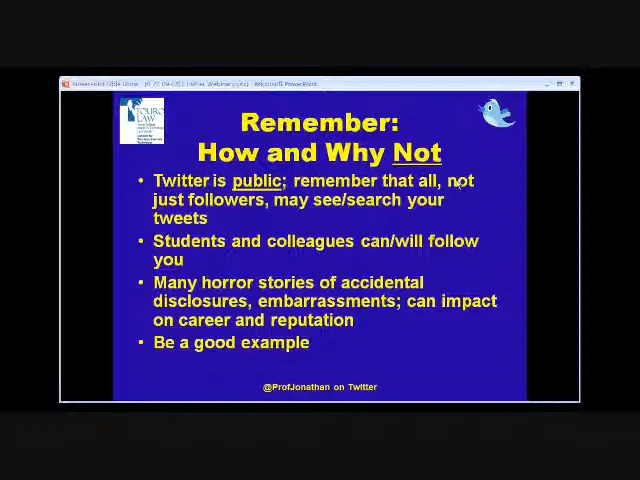 TOURO
LAW
Remember:
How and Why Not
• Twitter is public; remember that all, not
just followers, may see/search your
tweets
• Students and colleagues can/will follow
you
• Many horror stories of accidental
disclosures, embarrassments; can impact
on career and reputation
• Be a good example
@ProfJonathan on Twitter